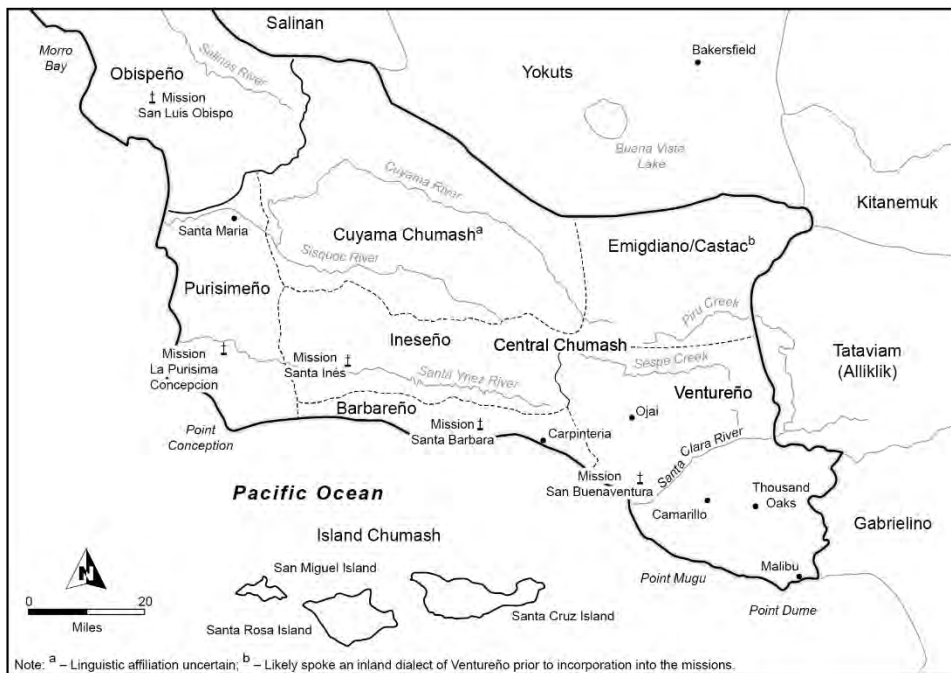 Salinan
Morro
Bay
Obispeño
Salinas River
Mission
San Luis Obispo
Yokuts
Bakersfield
Buena Vista
Lake
Kitanemuk
Cuyama River
Santa Maria
Cuyama Chumash a
Sisquoc River
Emigdiano/Castac b
Purisimeño
Piru Creek
Ineseño
Central Chumash
Sespe Creek
Tataviam
(Alliklik)
Mission
La Purisima
Concepcion
Mission
Santa Inés
Santa Ynez River
Ventureño
Barbareño
Ojai
Mission
Santa Barbara
Carpinteria
Point
Conception
Santa Clara River
Mission
San Buenaventura
Pacific Ocean
Camarillo
Thousand
Oaks
Gabrielino
Island Chumash
San Miguel Island
Point Mugu
Malibu
N
0 20
Miles
Santa Rosa Island
Santa Cruz Island
Point Dume
Note: a – Linguistic affiliation uncertain; b – Likely spoke an inland dialect of Ventureño prior to incorporation into the missions.